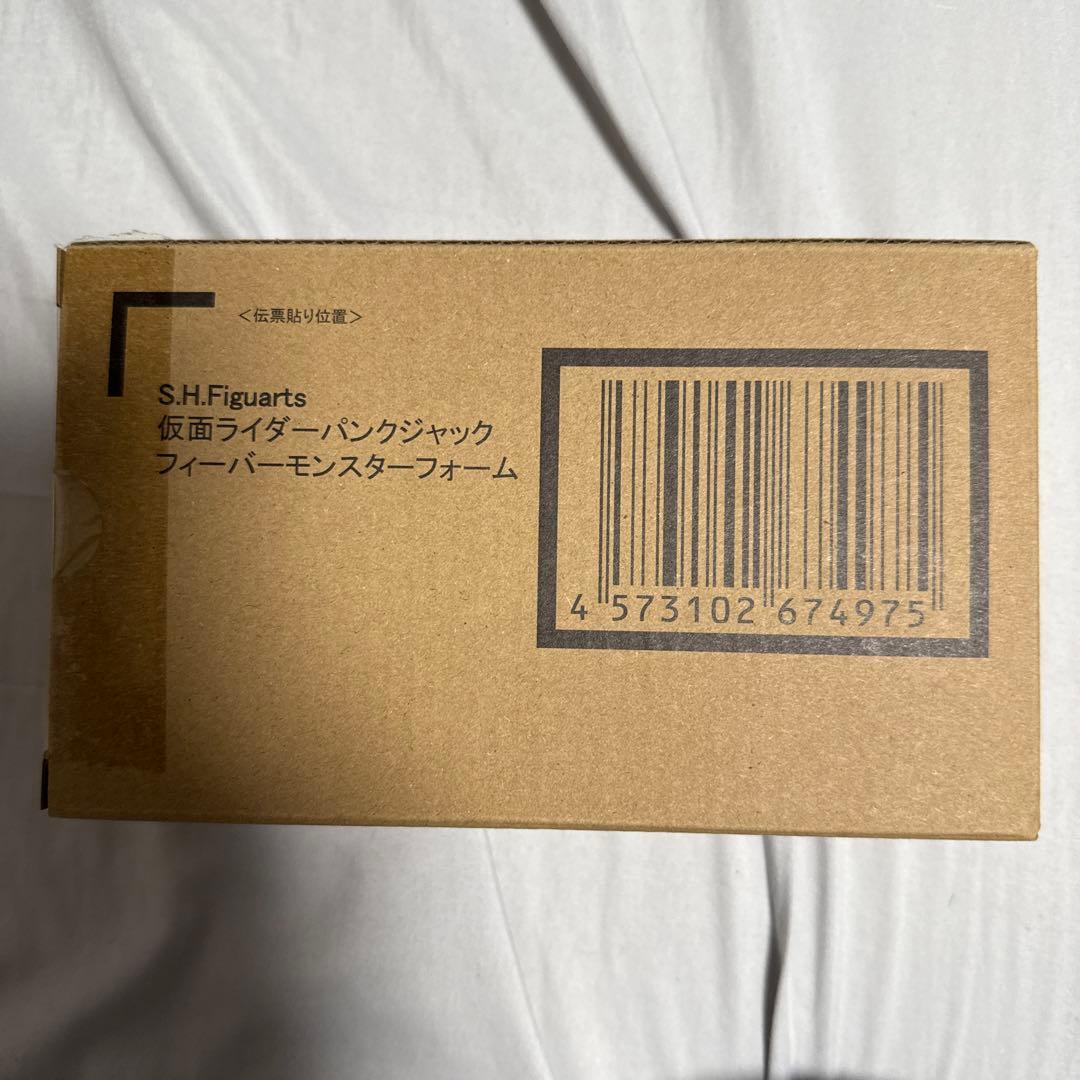 ＜伝票貼り位置＞
S.H.Figuarts
仮面ライダーパンクジャック
フィーバーモンスターフォーム
4 573102 674975